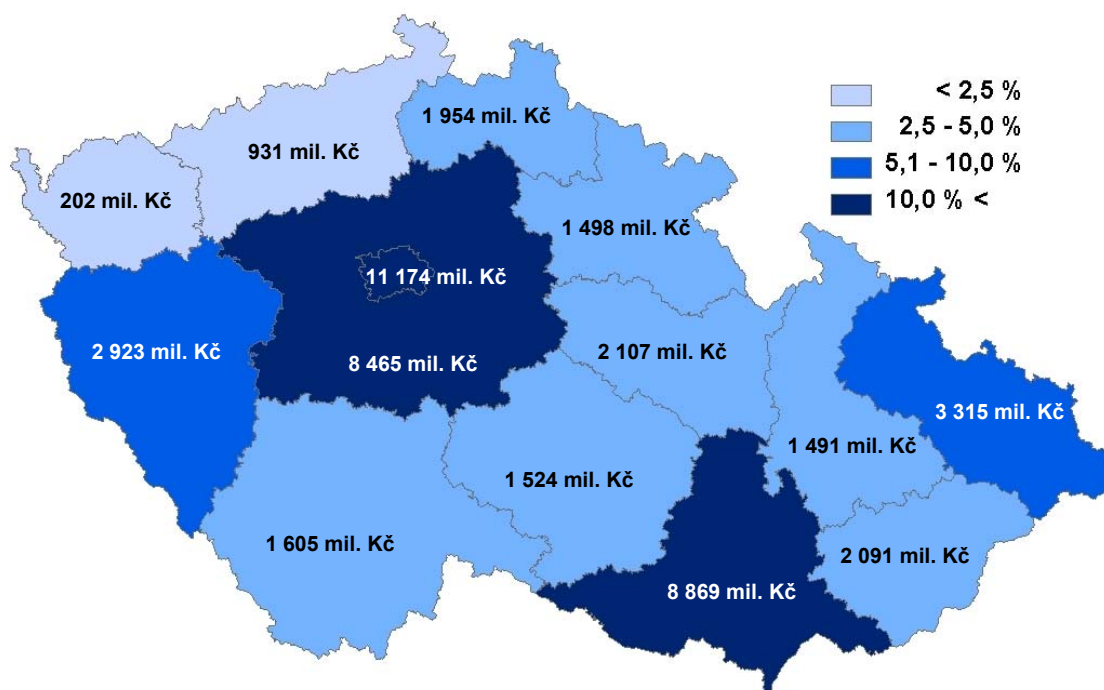 < 2,5 %
2,5 - 5,0 %
5,1 - 10,0 %
10,0 % <
1 954 mil. Kč
931 mil. Kč
202 mil. Kč
1 498 mil. Kč
11 174 mil. Kč
2 923 mil. Kč
8 465 mil. Kč
2 107 mil. Kč
3 315 mil. Kč
1 491 mil. Kč
1 524 mil. Kč
1 605 mil. Kč
2 091 mil. Kč
8 869 mil. Kč